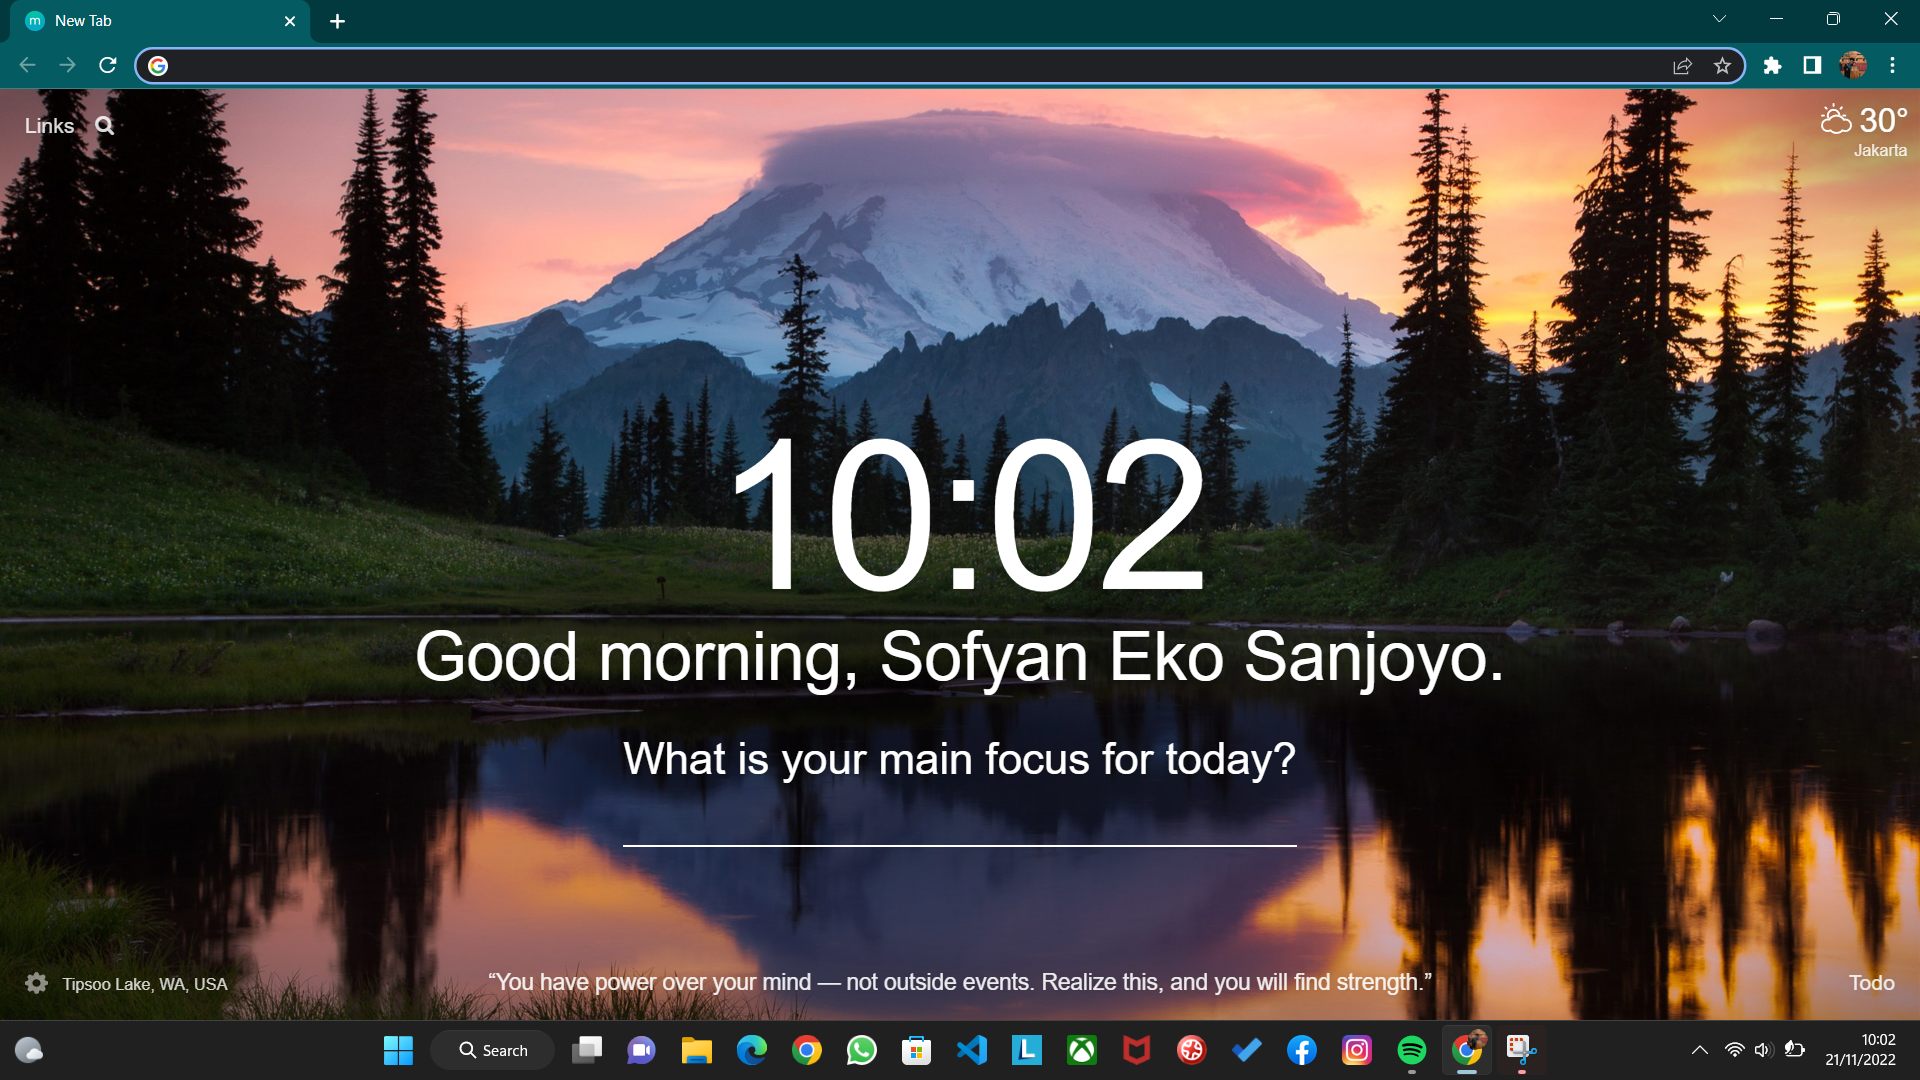 New Tab
Links
30°
Jakarta
10:02
Good morning, Sofyan Eko Sanjoyo.
What is your main focus for today?
Tipsoo Lake, WA, USA
“You have power over your mind — not outside events. Realize this, and you will find strength.”
Todo
Search
10:02
21/11/2022